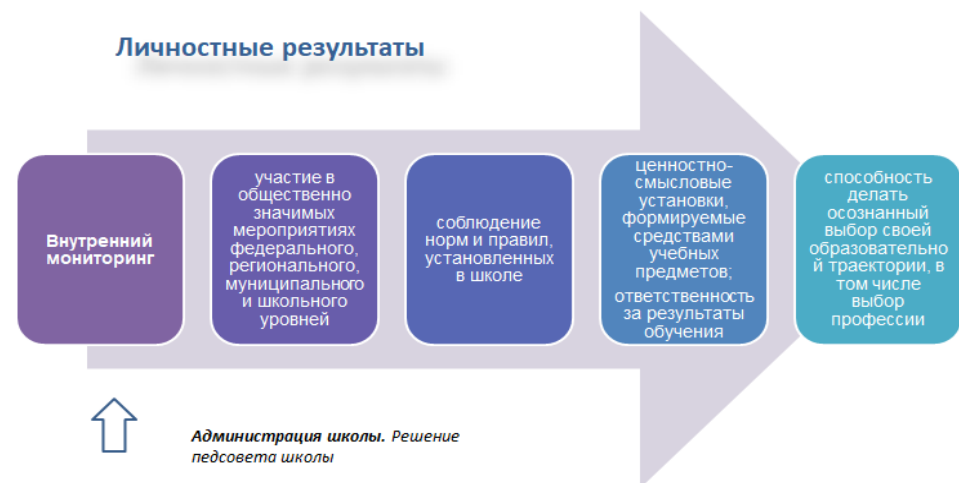 Личностные результаты
Внутренний
мониторинг
участие в
общественно
значимых
мероприятиях
федерального,
регионального,
муниципального
и школьного
уровней
соблюдение
норм и правил,
установленных
в школе
ценностно-
смысловые
установки,
формируемые
средствами
учебных
предметов;
ответственность
за результаты
обучения
способность
делать
осознанный
выбор своей
образовательно
й траектории, в
том числе
выбор
профессии
Администрация школы. Решение
педсовета школы